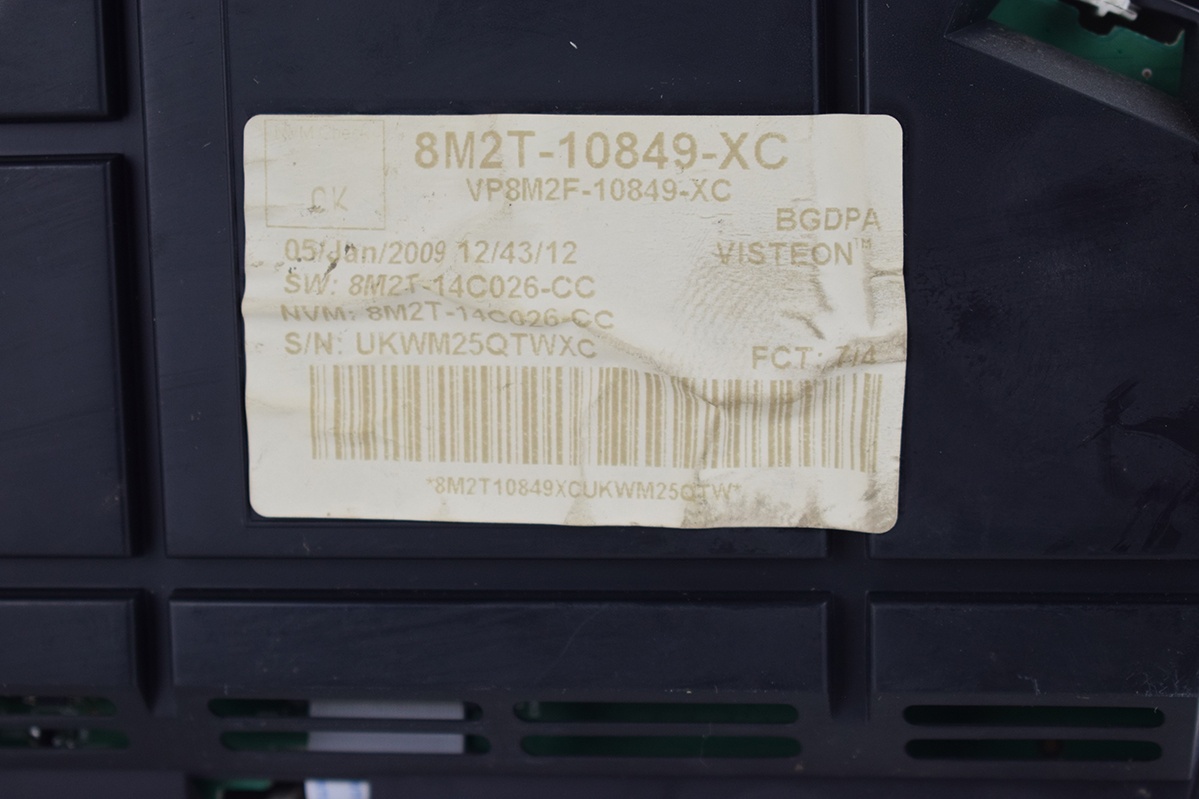 8M2T-10849-XC
VP8M2F-10849-XC
CK
BGDPA
05/Jan/2009 12/43/12
VISTEON™
SW: 8M2T-14C026-CC
NVM: 8M2T-14C026-CC
S/N: UKWM25QTWXC
FCT: 7/4
*8M2T10849XCUKWM25QTW*